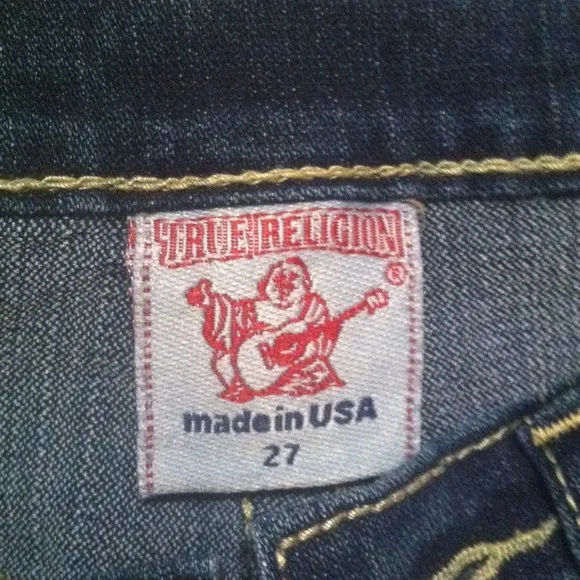 TRUE RELIGION
®
made in USA
27